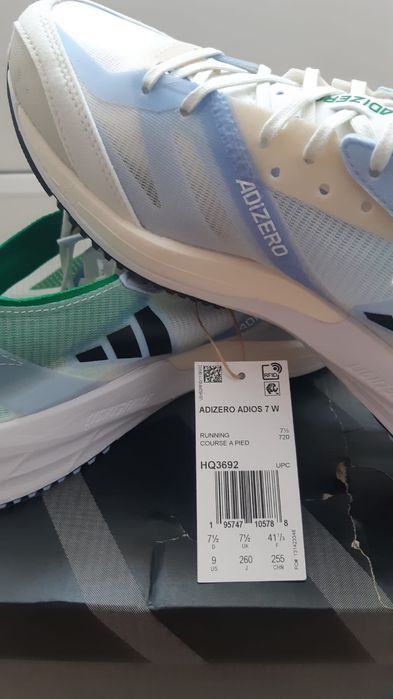 ADIZERO
ADIZERO
RFID
ADIZERO ADIOS 7 W
RUNNING 7½
COURSE A PIED 720
HQ3692 UPC
1 95747 10578 8
7½ 7½ 41⅓
D UK F
9 260 255
US J CHN